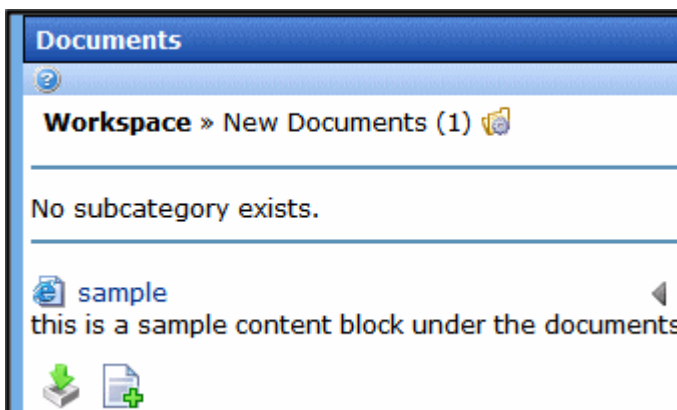 Documents
Workspace » New Documents (1)
No subcategory exists.
sample
this is a sample content block under the documents